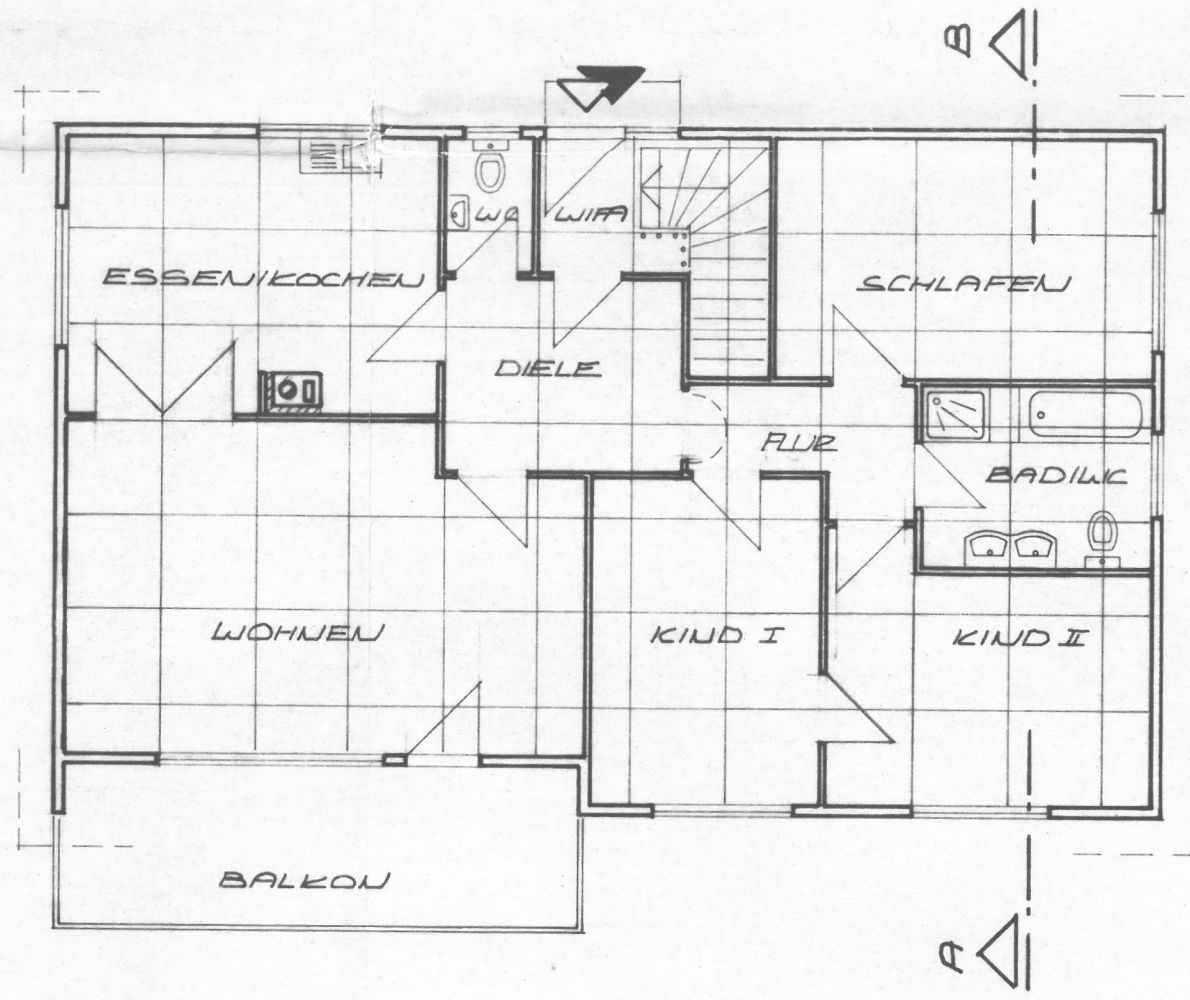 B
WC
WIFA
ESSEN/KOCHEN
SCHLAFEN
DIELE
FLUR
BAD/WC
WOHNEN
KIND I
KIND II
BALKON
A